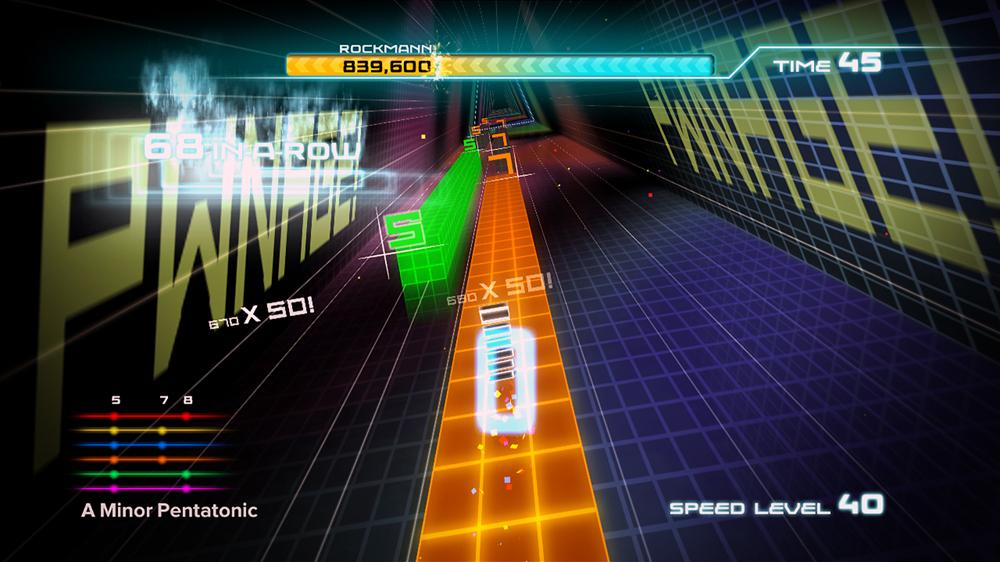 ROCKMANN
839,600
TIME 45
68 IN A ROW
PWNAGE!
PWNAGE!
5
7
5
670 X 50!
680 X 50!
5 7 8
A Minor Pentatonic
SPEED LEVEL 40